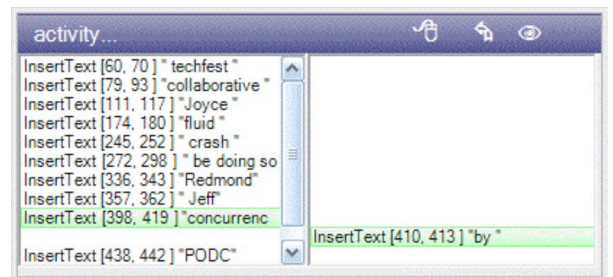 activity...
InsertText [60, 70 ] " techfest "
InsertText [79, 93 ] "collaborative "
InsertText [111, 117 ] "Joyce "
InsertText [174, 180 ] "fluid "
InsertText [245, 252 ] " crash "
InsertText [272, 298 ] " be doing so
InsertText [336, 343 ] "Redmond"
InsertText [357, 362 ] " Jeff"
InsertText [398, 419 ] "concurrenc
InsertText [410, 413 ] "by "
InsertText [438, 442 ] "PODC"